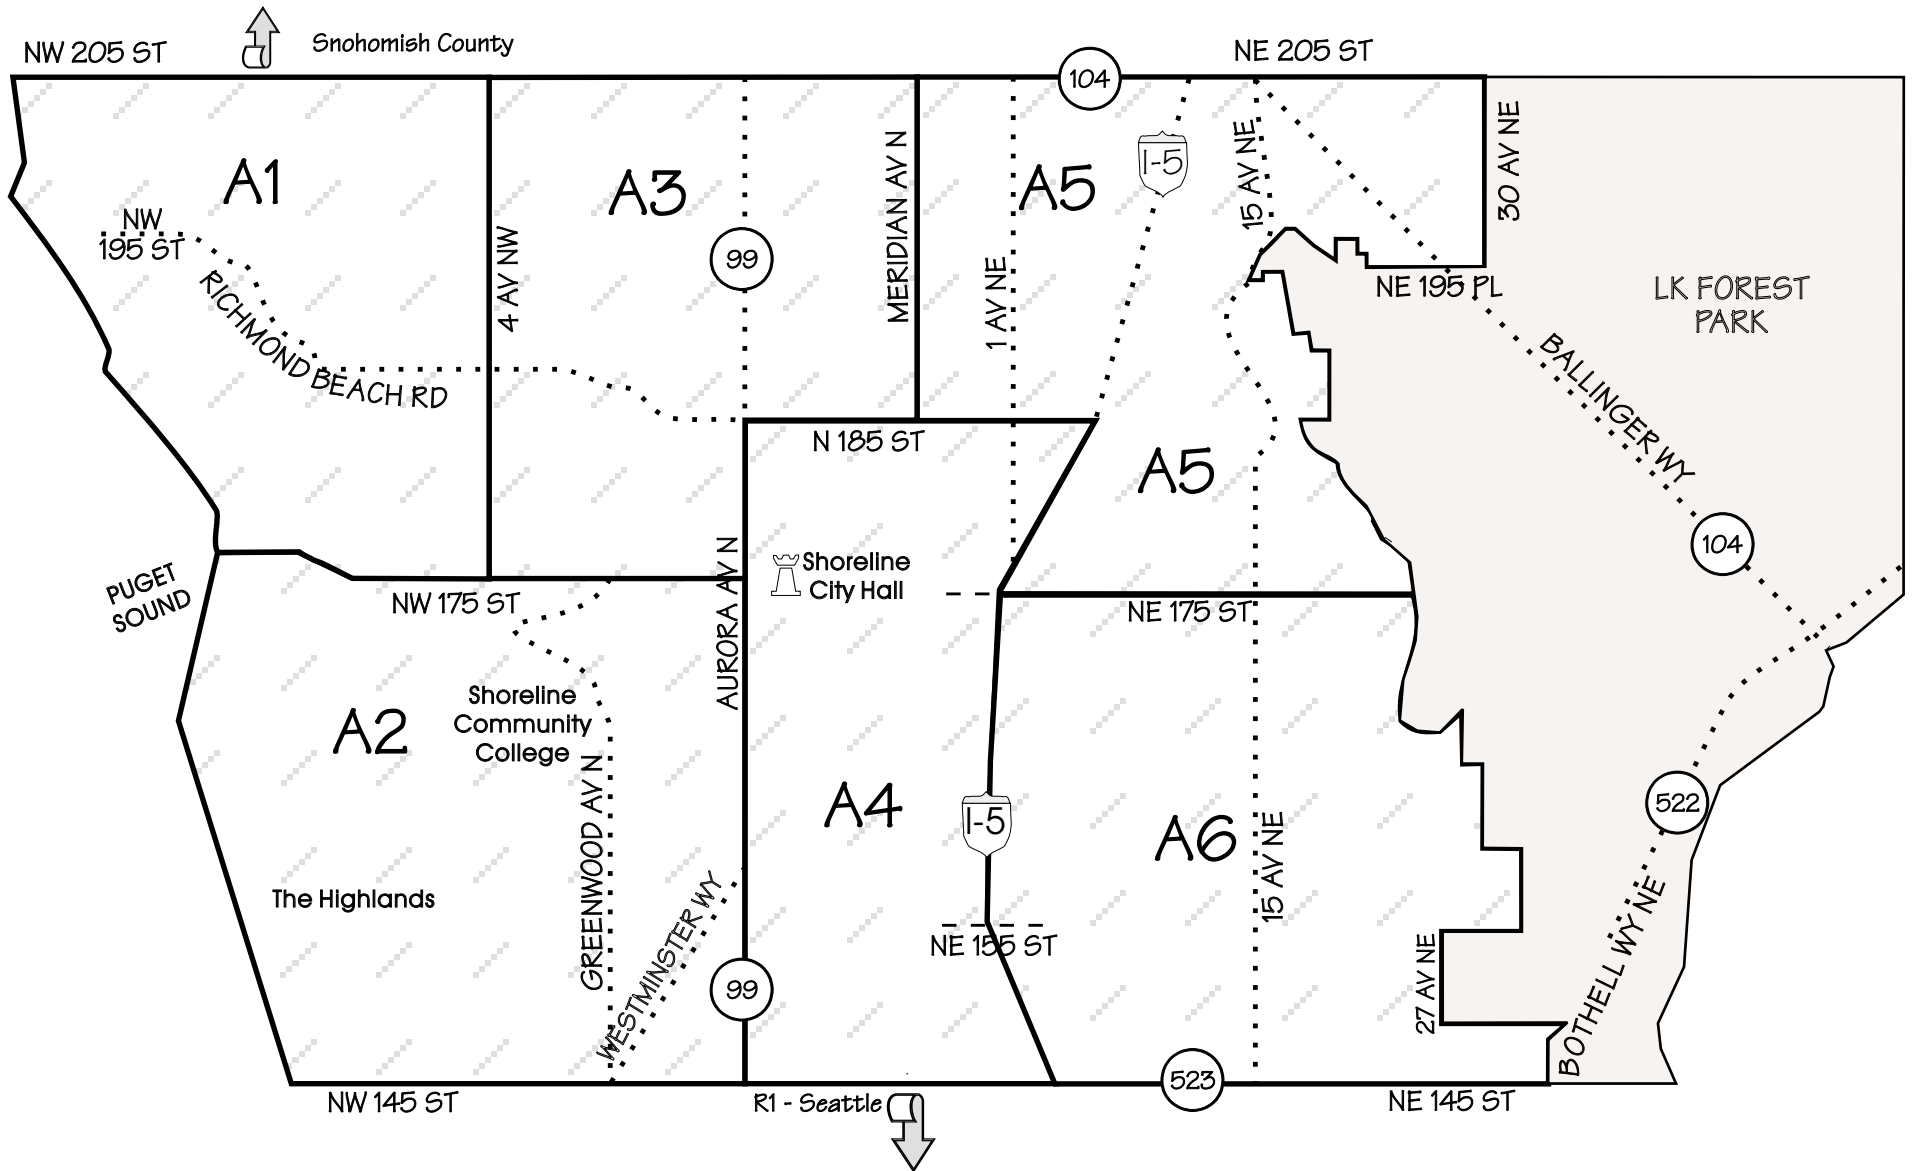 NW 205 ST
Snohomish County
NE 205 ST
104
30 AV NE
I-5
15 AV NE
A1
A3
A5
MERIDIAN AV N
NW
195 ST
99
4 AV NW
1 AV NE
RICHMOND BEACH RD
NE 195 PL
LK FOREST
PARK
BALLINGER WY
N 185 ST
A5
104
Shoreline
City Hall
AURORA AV N
PUGET
SOUND
NW 175 ST
NE 175 ST
Shoreline
Community
College
A2
A4
I-5
A6
15 AV NE
522
GREENWOOD AV N
WESTMINSTER WY
The Highlands
NE 155 ST
27 AV NE
BOTHELL WY NE
99
523
NW 145 ST
R1 - Seattle
NE 145 ST